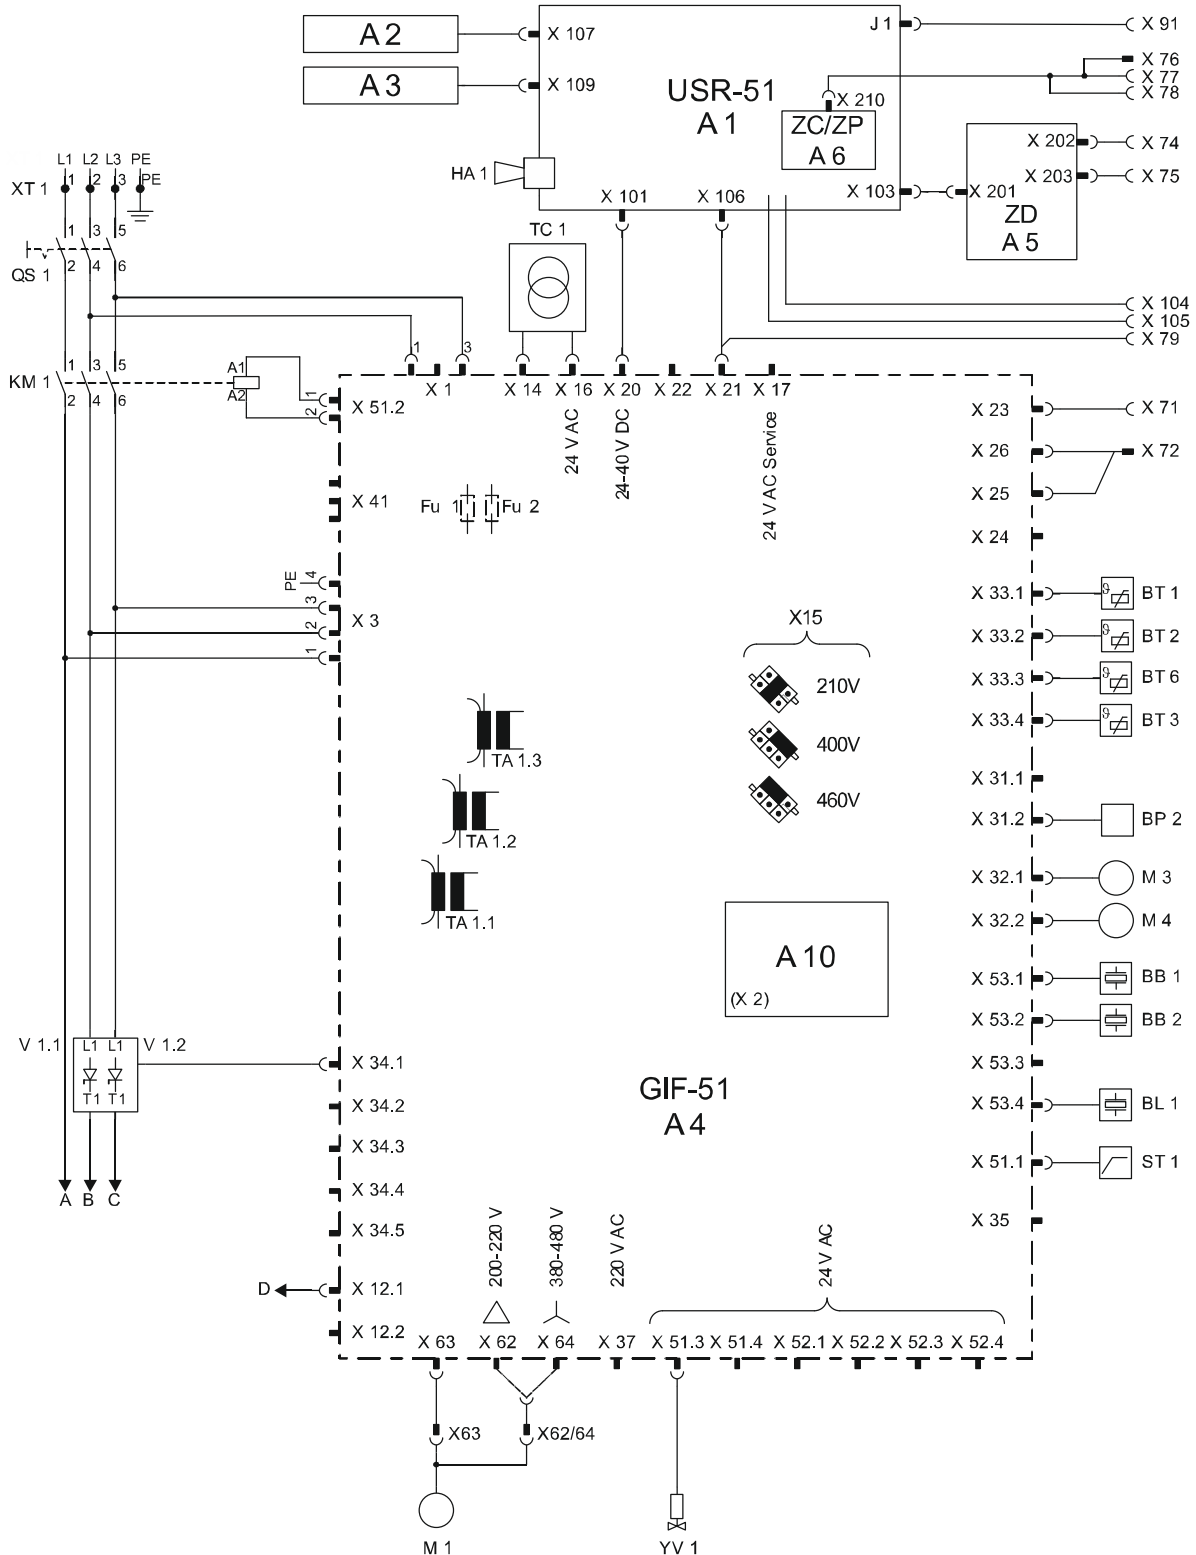 A 2
X 107
J 1
X 91
A 3
X 109
USR-51
A 1
X 76
X 77
X 78
X 210
ZC/ZP
A 6
X 202
X 74
X 203
X 75
L1 L2 L3 PE
XT 1
1 2 3 PE
HA 1
X 101
X 106
X 103
X 201
ZD
A 5
TC 1
1 3 5
QS 1
2 4 6
X 104
X 105
X 79
1 3
KM 1
1 3 5
2 4 6
A1
A2
1
2
X 51.2
X 1
X 14
X 16
X 20
X 22
X 21
X 17
24 V AC
24-40 V DC
24 V AC Service
X 23
X 71
X 26
X 72
X 25
X 24
X 41
Fu 1
Fu 2
PE
4
3
2
1
X 3
X 33.1
BT 1
X 33.2
BT 2
X 33.3
BT 6
X 33.4
BT 3
X15
210V
400V
460V
TA 1.3
TA 1.2
TA 1.1
X 31.1
X 31.2
BP 2
X 32.1
M 3
X 32.2
M 4
A 10
(X 2)
X 53.1
BB 1
X 53.2
BB 2
X 53.3
X 53.4
BL 1
X 51.1
ST 1
X 35
V 1.1
L1 L1
V 1.2
T1 T1
X 34.1
X 34.2
X 34.3
X 34.4
X 34.5
GIF-51
A 4
A B C
D
X 12.1
X 12.2
200-220 V
380-480 V
220 V AC
24 V AC
X 63
X 62
X 64
X 37
X 51.3
X 51.4
X 52.1
X 52.2
X 52.3
X 52.4
X63
X62/64
M 1
YV 1